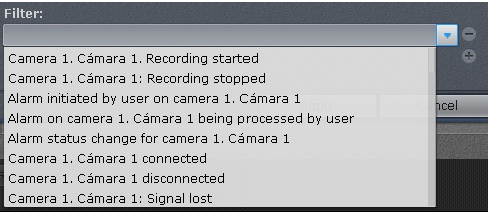 Filter:
Camera 1. Cámara 1. Recording started
Camera 1. Cámara 1: Recording stopped
Alarm initiated by user on camera 1. Cámara 1
Alarm on camera 1. Cámara 1 being processed by user
Alarm status change for camera 1. Cámara 1
Camera 1. Cámara 1 connected
Camera 1. Cámara 1 disconnected
Camera 1. Cámara 1: Signal lost
Cancel